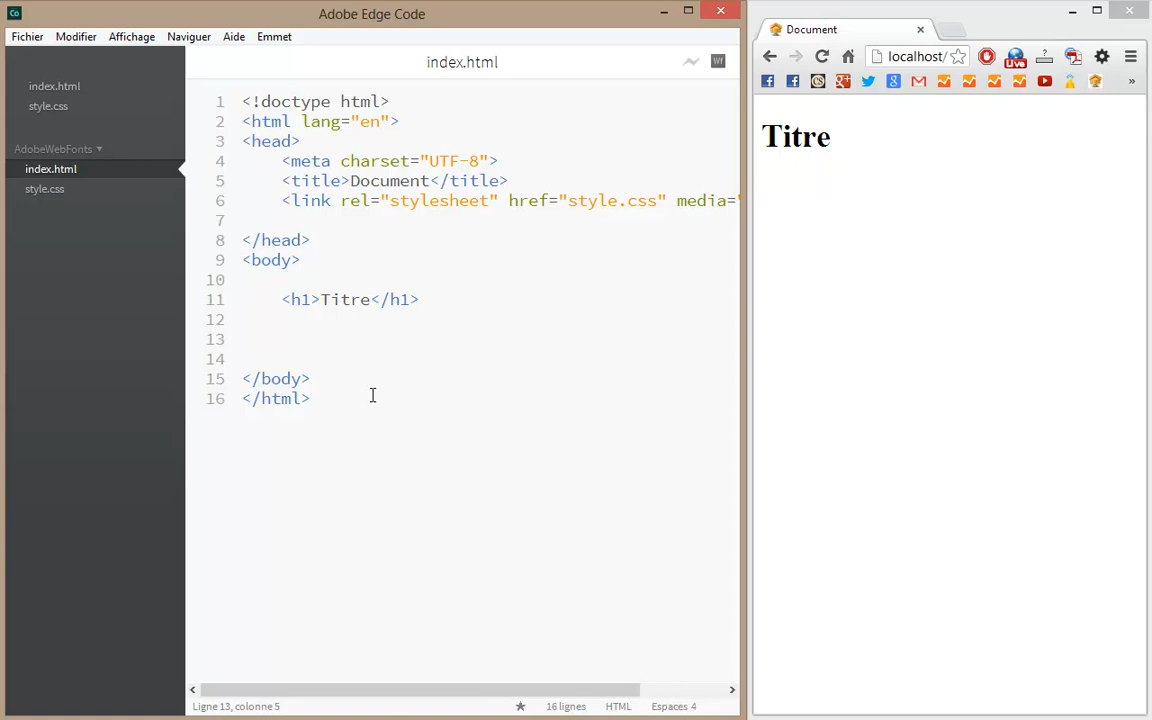 Adobe Edge Code
Fichier Modifier Affichage Naviguer Aide Emmet
index.html
style.css
AdobeWebFonts
index.html
style.css
index.html
Wf
1 <!doctype html>
2 <html lang="en">
3 <head>
4 <meta charset="UTF-8">
5 <title>Document</title>
6 <link rel="stylesheet" href="style.css" media="
7
8 </head>
9 <body>
10
11 <h1>Titre</h1>
12
13
14
15 </body>
16 </html>
Ligne 13, colonne 5 16 lignes HTML Espaces 4
Document
localhost/
Titre